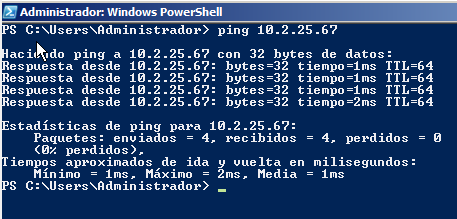 Administrador: Windows PowerShell
PS C:\Users\Administrador> ping 10.2.25.67
Haciendo ping a 10.2.25.67 con 32 bytes de datos:
Respuesta desde 10.2.25.67: bytes=32 tiempo=1ms TTL=64
Respuesta desde 10.2.25.67: bytes=32 tiempo=1ms TTL=64
Respuesta desde 10.2.25.67: bytes=32 tiempo=1ms TTL=64
Respuesta desde 10.2.25.67: bytes=32 tiempo=2ms TTL=64
Estadísticas de ping para 10.2.25.67:
Paquetes: enviados = 4, recibidos = 4, perdidos = 0
(0% perdidos),
Tiempos aproximados de ida y vuelta en milisegundos:
Mínimo = 1ms, Máximo = 2ms, Media = 1ms
PS C:\Users\Administrador> _